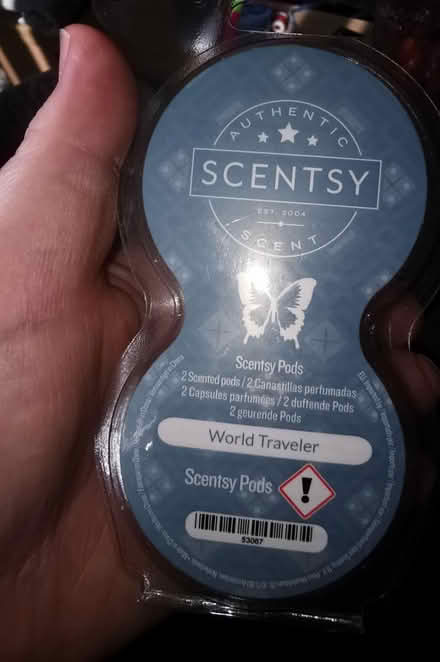 AUTHENTIC
SCENTSY
EST. 2004
SCENT
Scentsy Pods
2 Scented pods / 2 Canastillas perfumadas
2 Capsules parfumées / 2 duftende Pods
2 geurende Pods
World Traveler
Scentsy Pods
53067